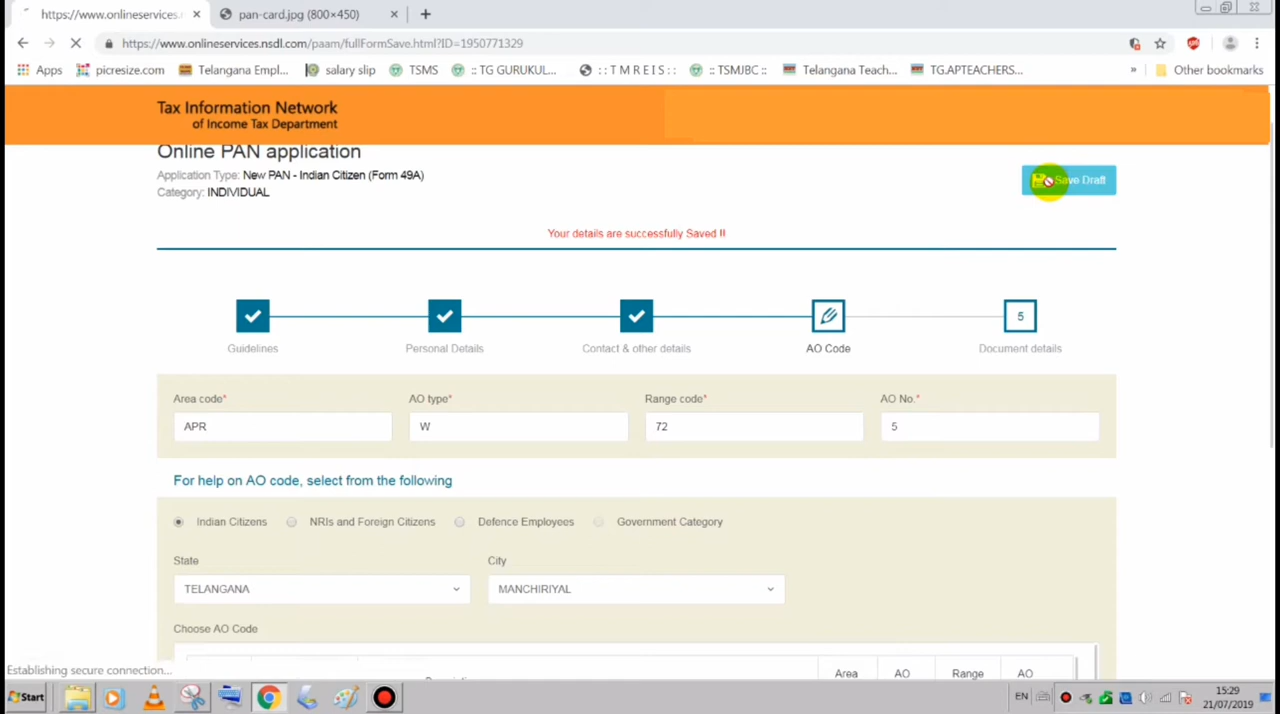 https://www.onlineservices.
pan-card.jpg (800×450)
https://www.onlineservices.nsdl.com/paam/fullFormSave.html?ID=1950771329
Apps
picresize.com
Telangana Empl...
salary slip
TSMS
:: TG GURUKUL...
: : T M R E I S : :
:: TSMJBC ::
Telangana Teach...
TG.APTEACHERS...
»
Other bookmarks
Tax Information Network
of Income Tax Department
Online PAN application
Application Type: New PAN - Indian Citizen (Form 49A)
Category: INDIVIDUAL
Save Draft
Your details are successfully Saved !!
5
Guidelines
Personal Details
Contact & other details
AO Code
Document details
Area code*
AO type*
Range code*
AO No.*
APR
W
72
5
For help on AO code, select from the following
Indian Citizens
NRIs and Foreign Citizens
Defence Employees
Government Category
State
City
TELANGANA
MANCHIRIYAL
Choose AO Code
Area
AO
Range
AO
Establishing secure connection...
Start
EN
15:29
21/07/2019